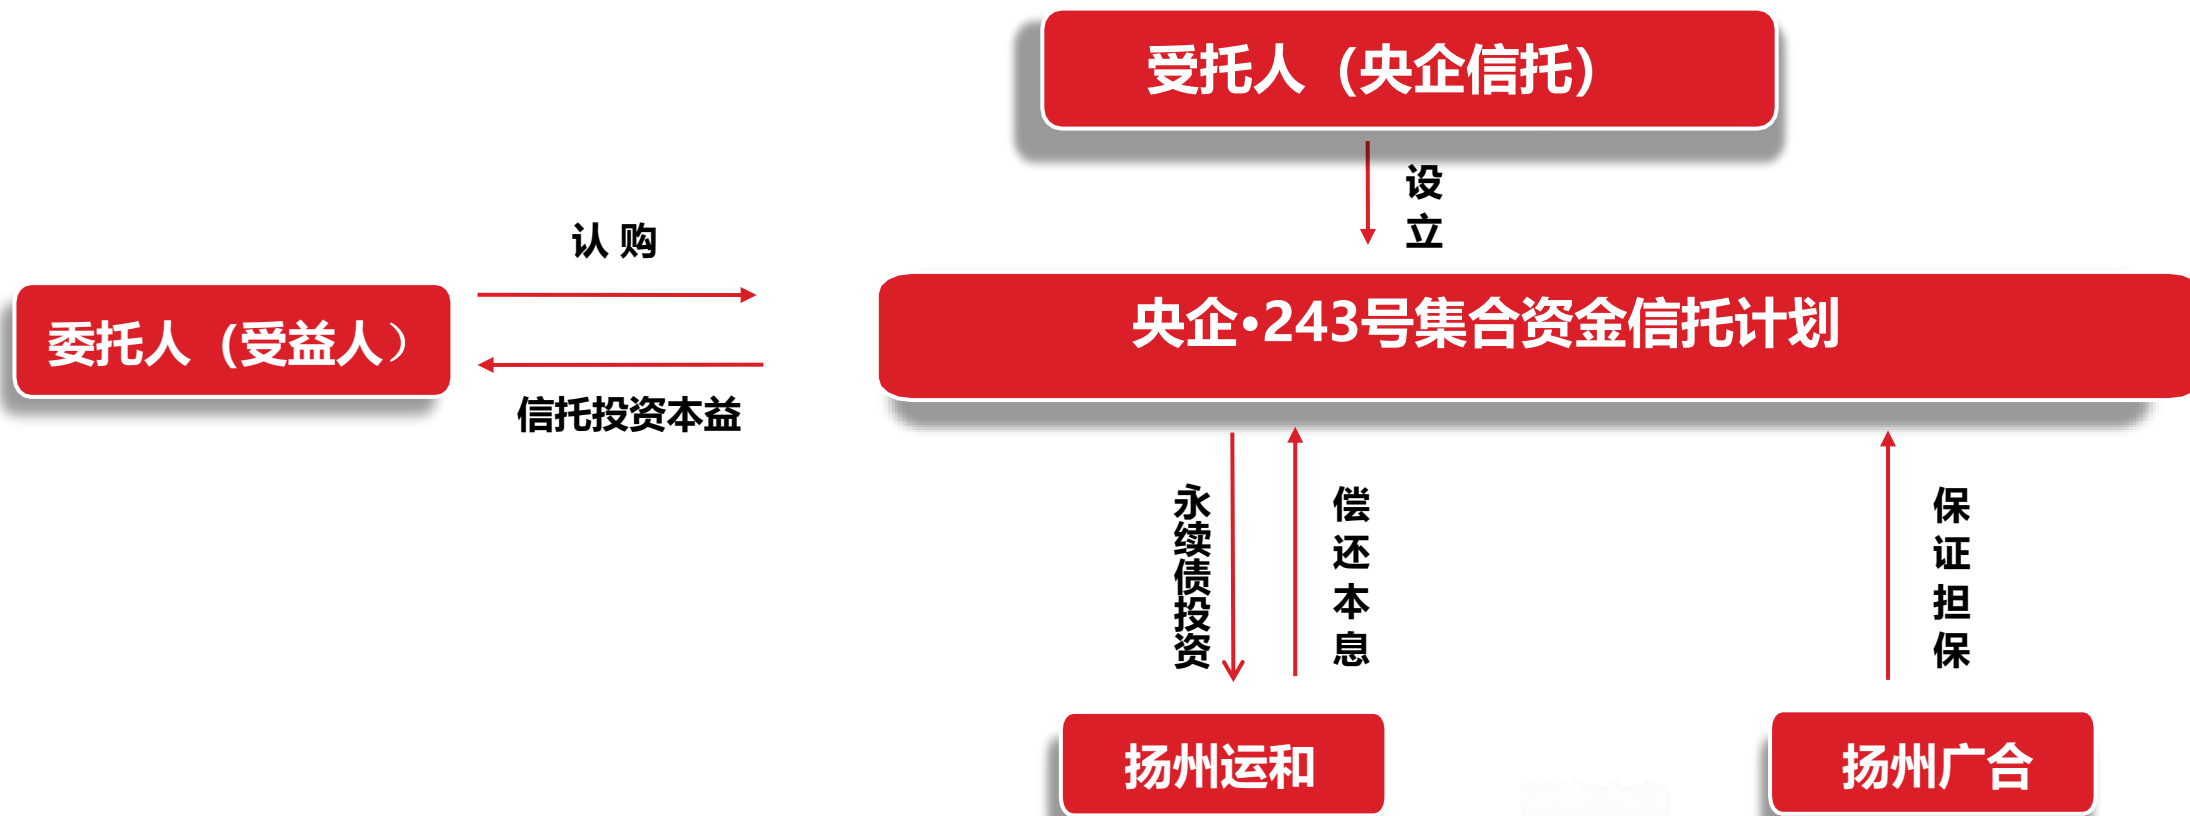 受托人（央企信托）
设立
认 购
委托人（受益人）
央企·243号集合资金信托计划
信托投资本益
永续债投资
偿还本息
保证担保
扬州运和
扬州广合